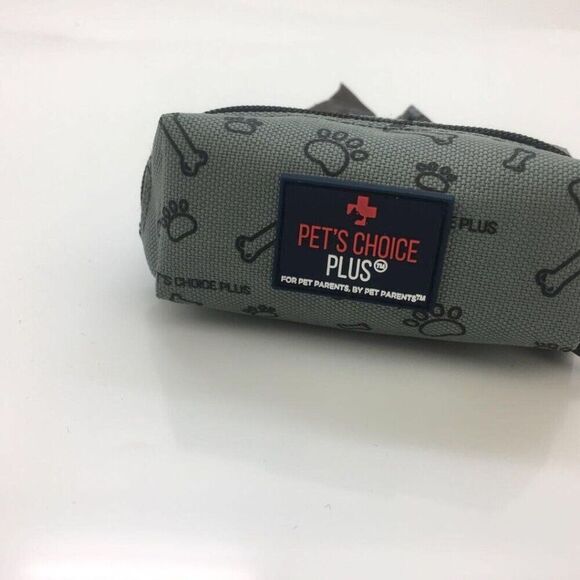 PET'S CHOICE
PLUS™
FOR PET PARENTS, BY PET PARENTS™
CHOICE PLUS
T'S CHOICE PLUS